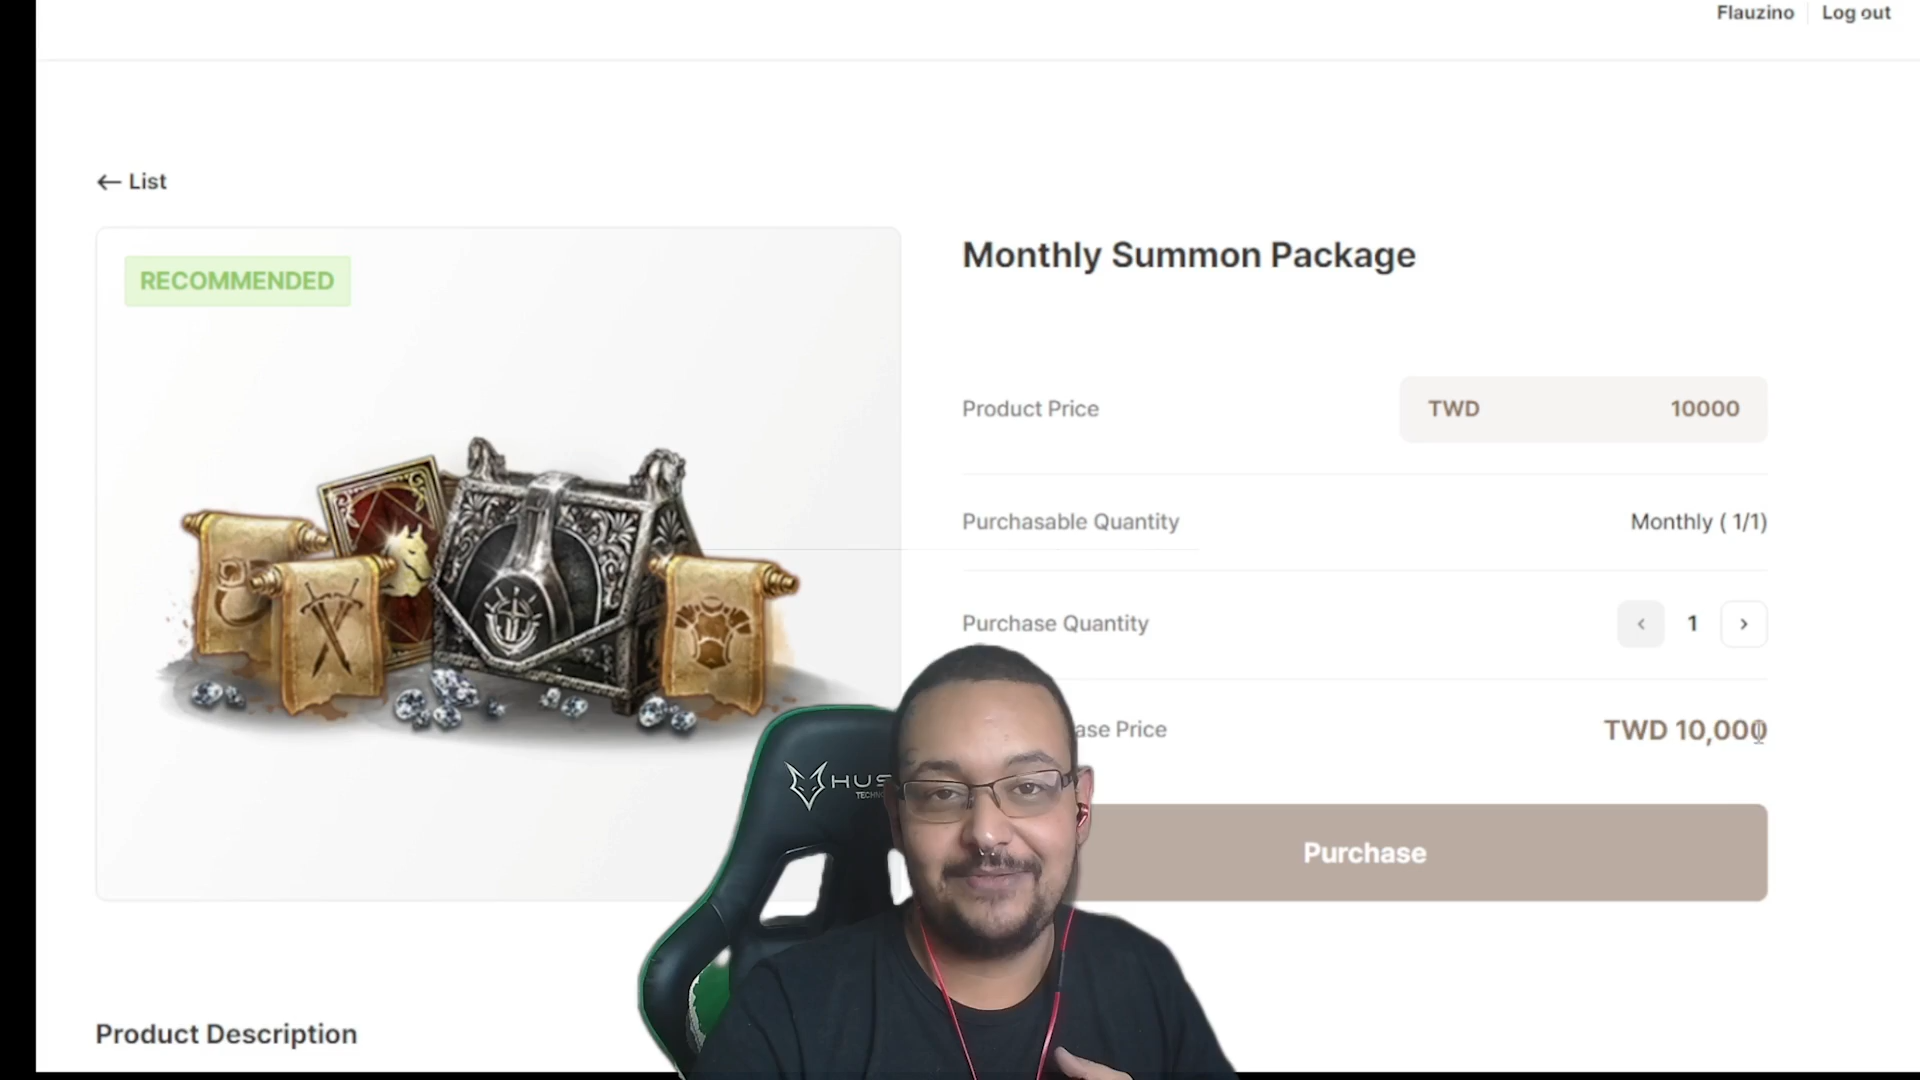 Flauzino
Log out
← List
RECOMMENDED
Monthly Summon Package
Product Price
TWD 10000
Purchasable Quantity
Monthly ( 1/1)
Purchase Quantity
‹ 1 ›
ase Price
TWD 10,000
Purchase
HUS
Product Description